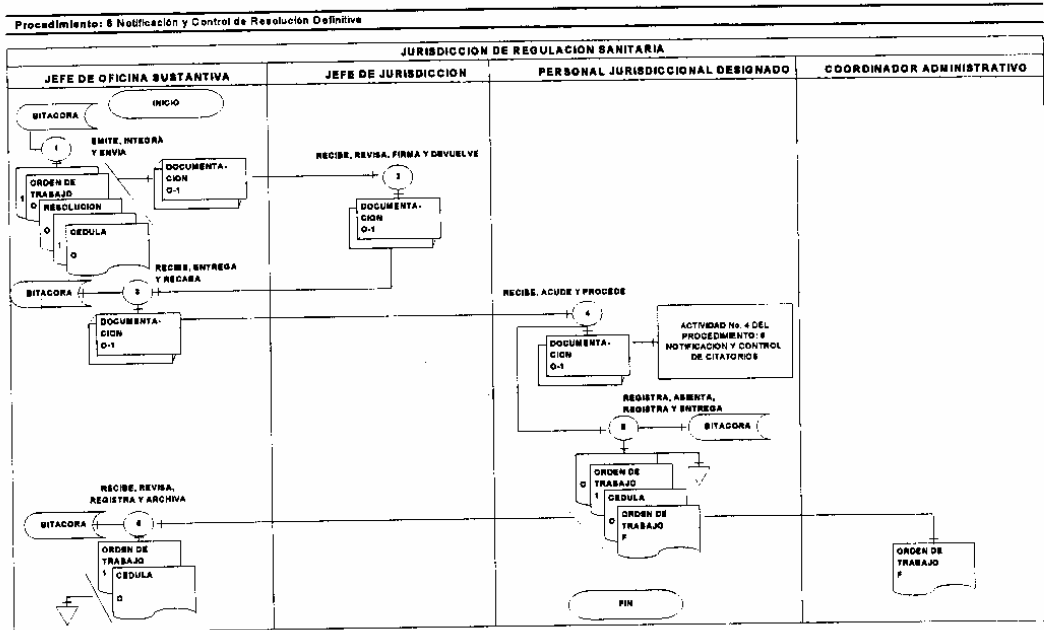 Procedimiento: 6 Notificación y Control de Resolución Definitiva
JURISDICCION DE REGULACION SANITARIA
JEFE DE OFICINA SUSTANTIVA
JEFE DE JURISDICCION
PERSONAL JURISDICCIONAL DESIGNADO
COORDINADOR ADMINISTRATIVO
INICIO
BITACORA
1
EMITE, INTEGRA
Y ENVIA
DOCUMENTA-
CION
O-1
ORDEN DE
TRABAJO
1
O
RESOLUCION
O
1
CEDULA
O
RECIBE, REVISA, FIRMA Y DEVUELVE
2
DOCUMENTA-
CION
O-1
RECIBE, ENTREGA
Y RECABA
BITACORA
3
DOCUMENTA-
CION
O-1
RECIBE, ACUDE Y PROCEDE
4
DOCUMENTA-
CION
O-1
ACTIVIDAD No. 4 DEL
PROCEDIMIENTO: 5
NOTIFICACION Y CONTROL
DE CITATORIOS
REGISTRA, ASIENTA,
REGISTRA Y ENTREGA
5
BITACORA
O
ORDEN DE
TRABAJO
1
CEDULA
O
ORDEN DE
TRABAJO
F
RECIBE, REVISA,
REGISTRA Y ARCHIVA
BITACORA
6
ORDEN DE
TRABAJO
1
CEDULA
O
ORDEN DE
TRABAJO
F
FIN